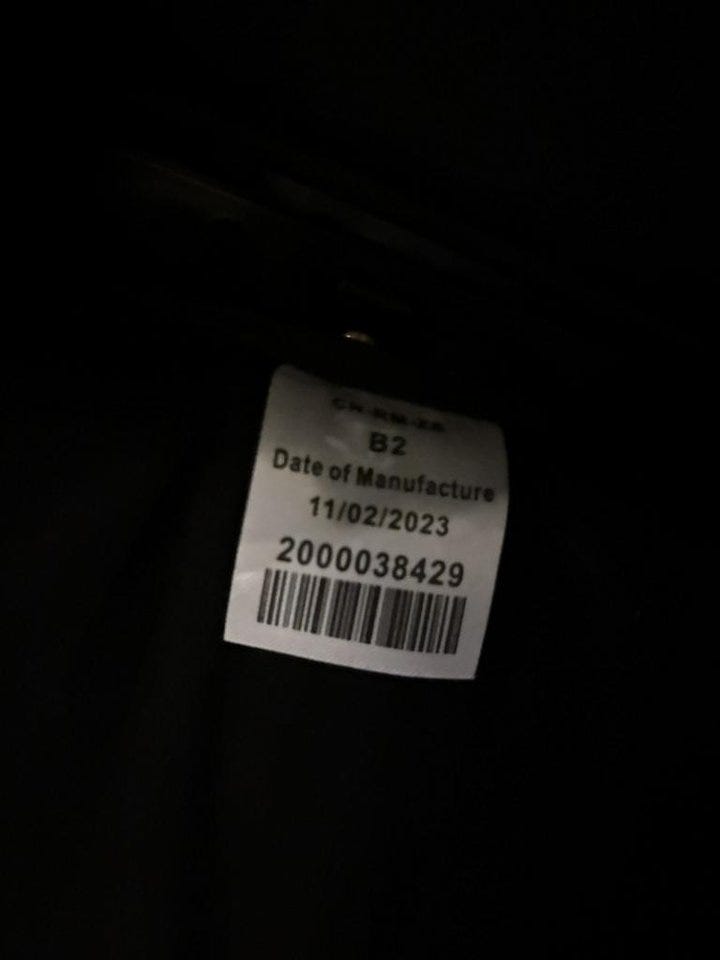 B2
Date of Manufacture
11/02/2023
2000038429